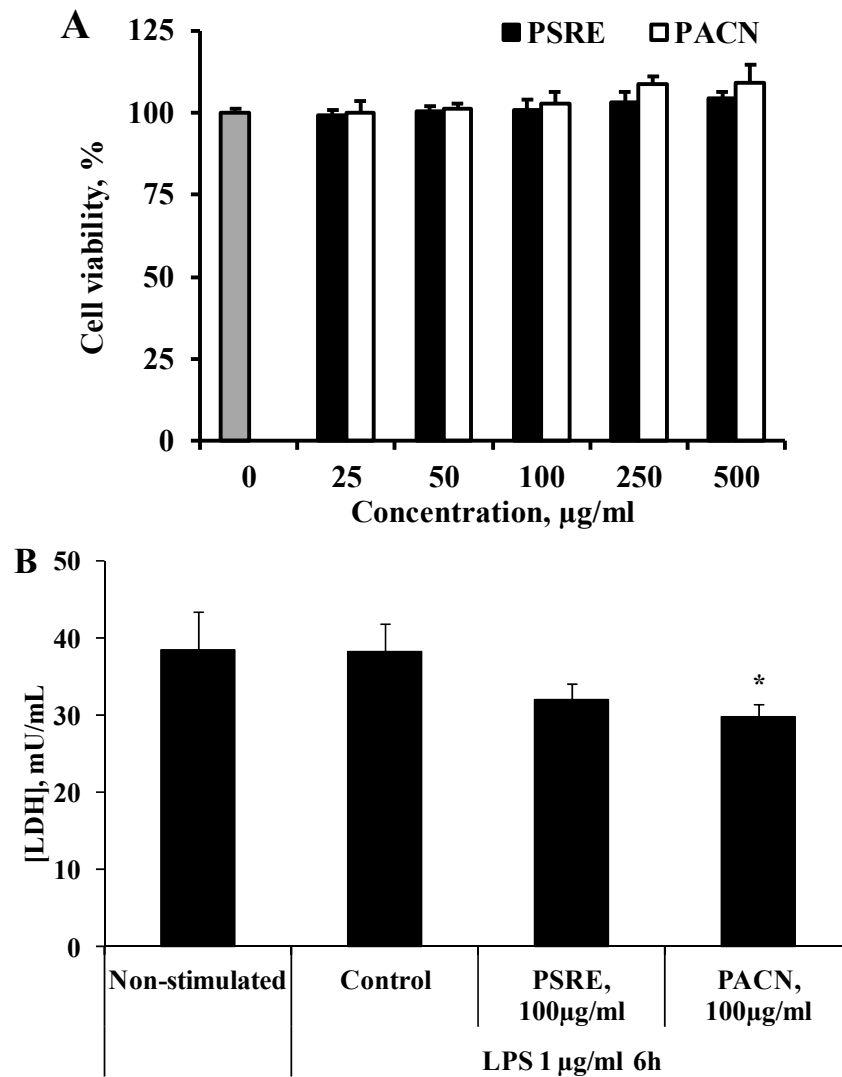 A
PSRE PACN
125
100
75
50
25
0
Cell viability, %
0 25 50 100 250 500
Concentration, µg/ml
B
50
40
30
20
10
0
[LDH], mU/mL
*
Non-stimulated Control PSRE, PACN,
100µg/ml 100µg/ml
LPS 1 µg/ml 6h